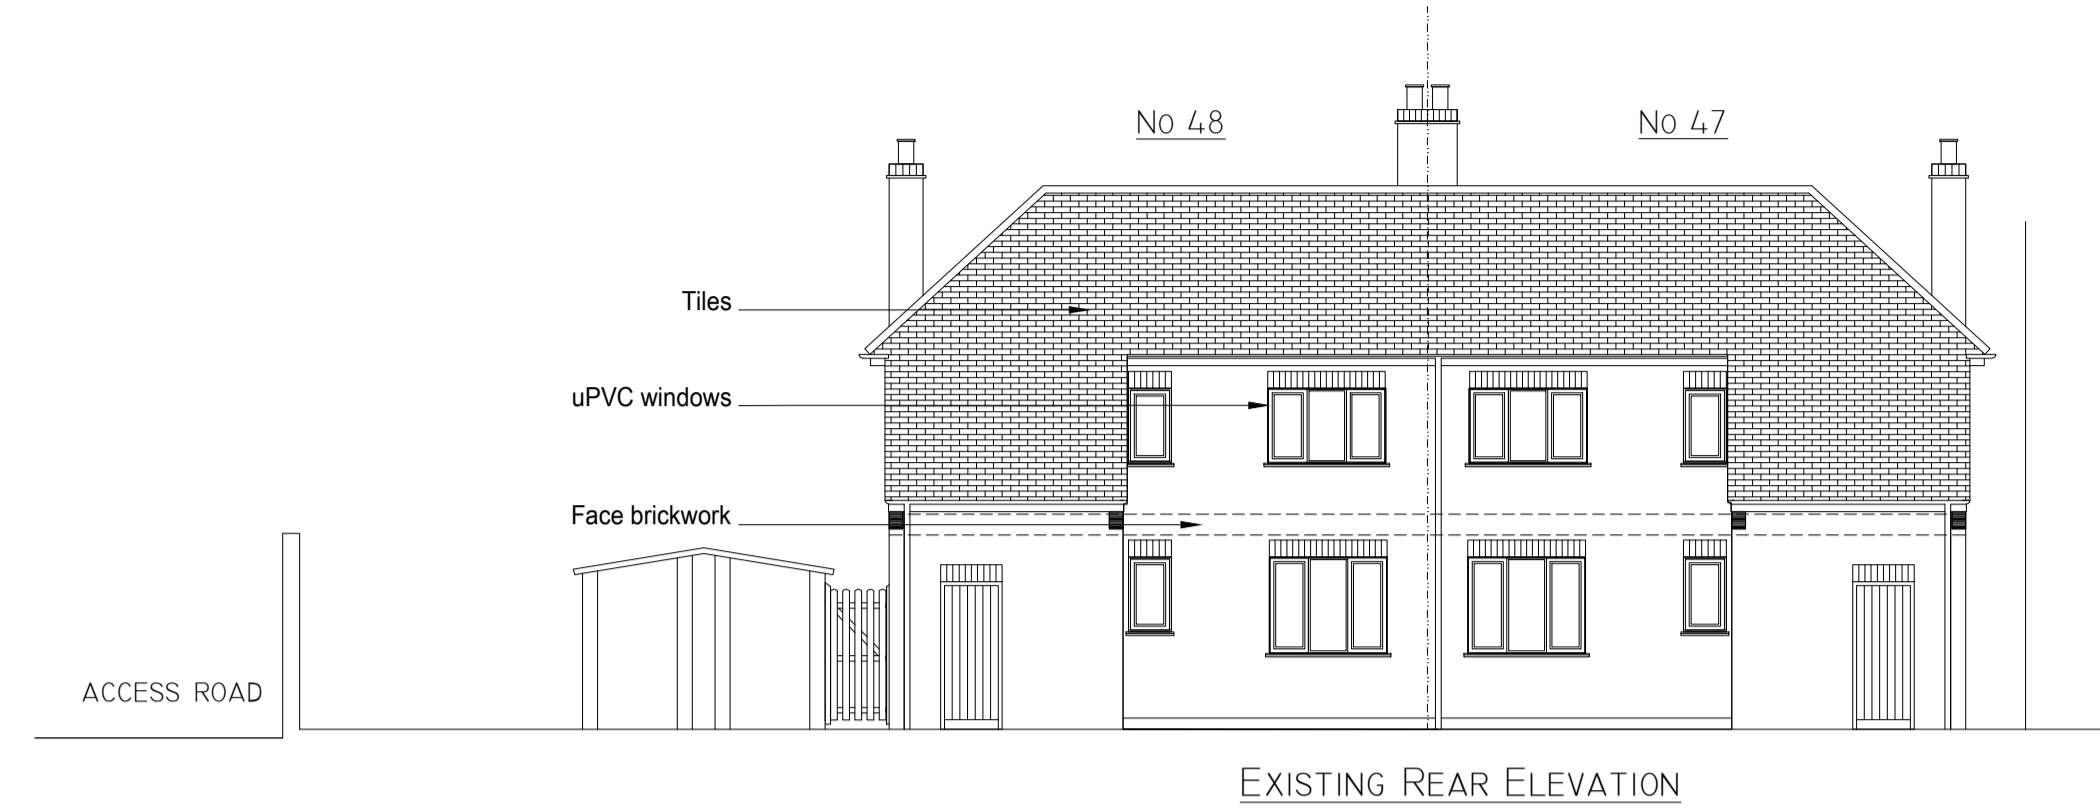 No 48
No 47
Tiles
uPVC windows
Face brickwork
ACCESS ROAD
EXISTING REAR ELEVATION